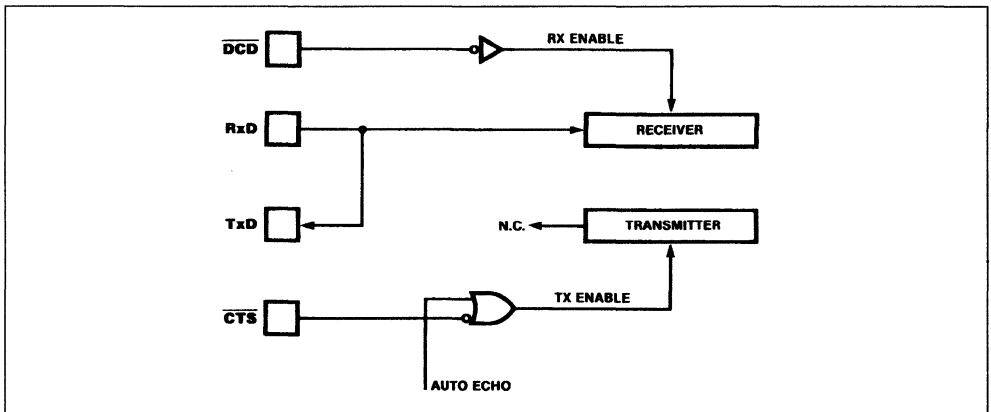 DCD
RX ENABLE
RxD
RECEIVER
TxD
N.C.
TRANSMITTER
CTS
TX ENABLE
AUTO ECHO